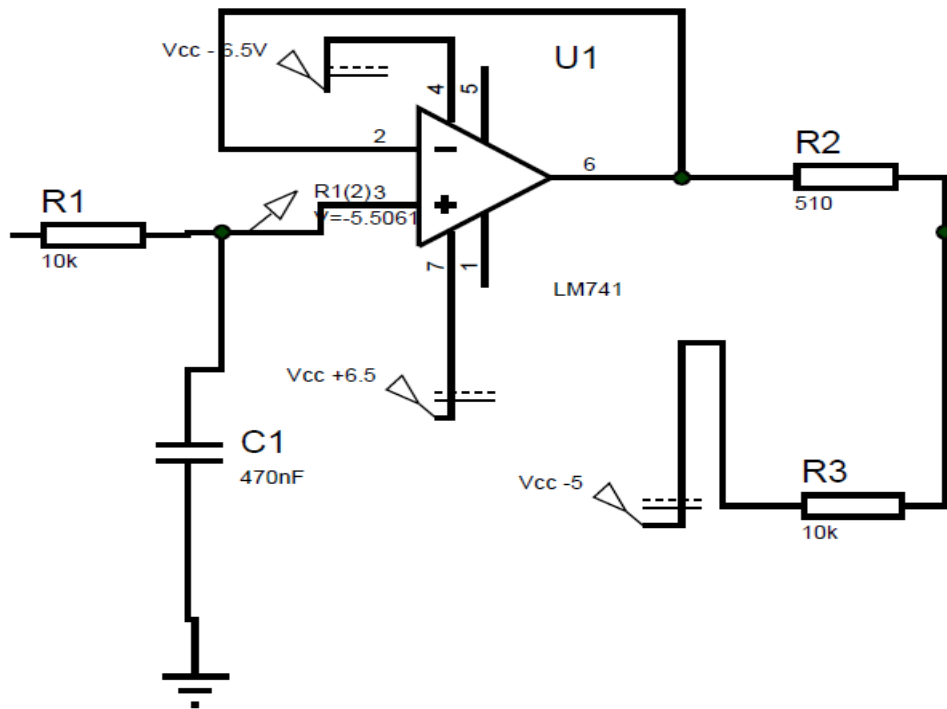 Vcc - 6.5V
U1
4
5
2
6
R2
510
R1
10k
R1(2)3
V=-5.5061
7
1
LM741
Vcc +6.5
C1
470nF
Vcc -5
R3
10k